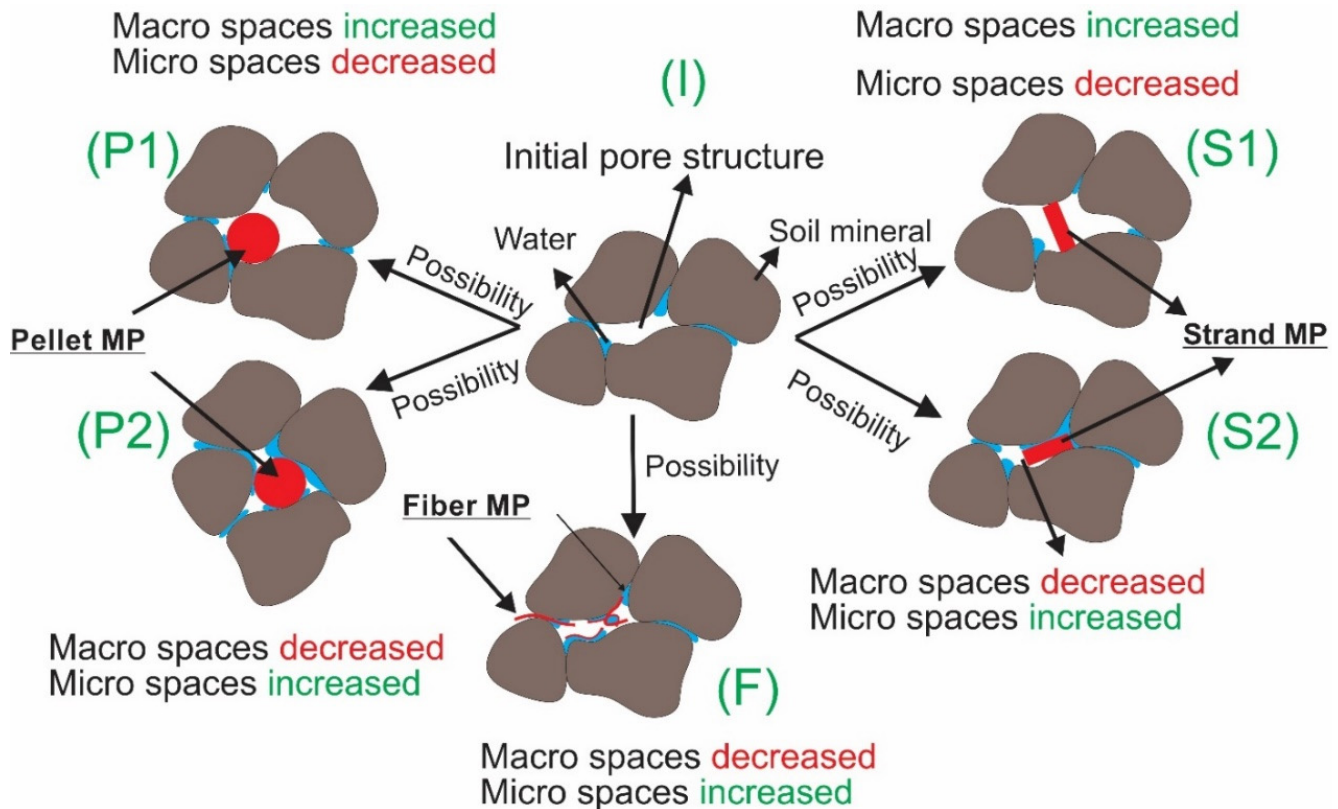 Macro spaces increased
Micro spaces decreased
(P1)
(I)
Initial pore structure
Water
Soil mineral
Macro spaces increased
Micro spaces decreased
(S1)
Possibility
Possibility
Pellet MP
Possibility
Possibility
Strand MP
(P2)
(S2)
Possibility
Fiber MP
Macro spaces decreased
Micro spaces increased
Macro spaces decreased
Micro spaces increased
(F)
Macro spaces decreased
Micro spaces increased